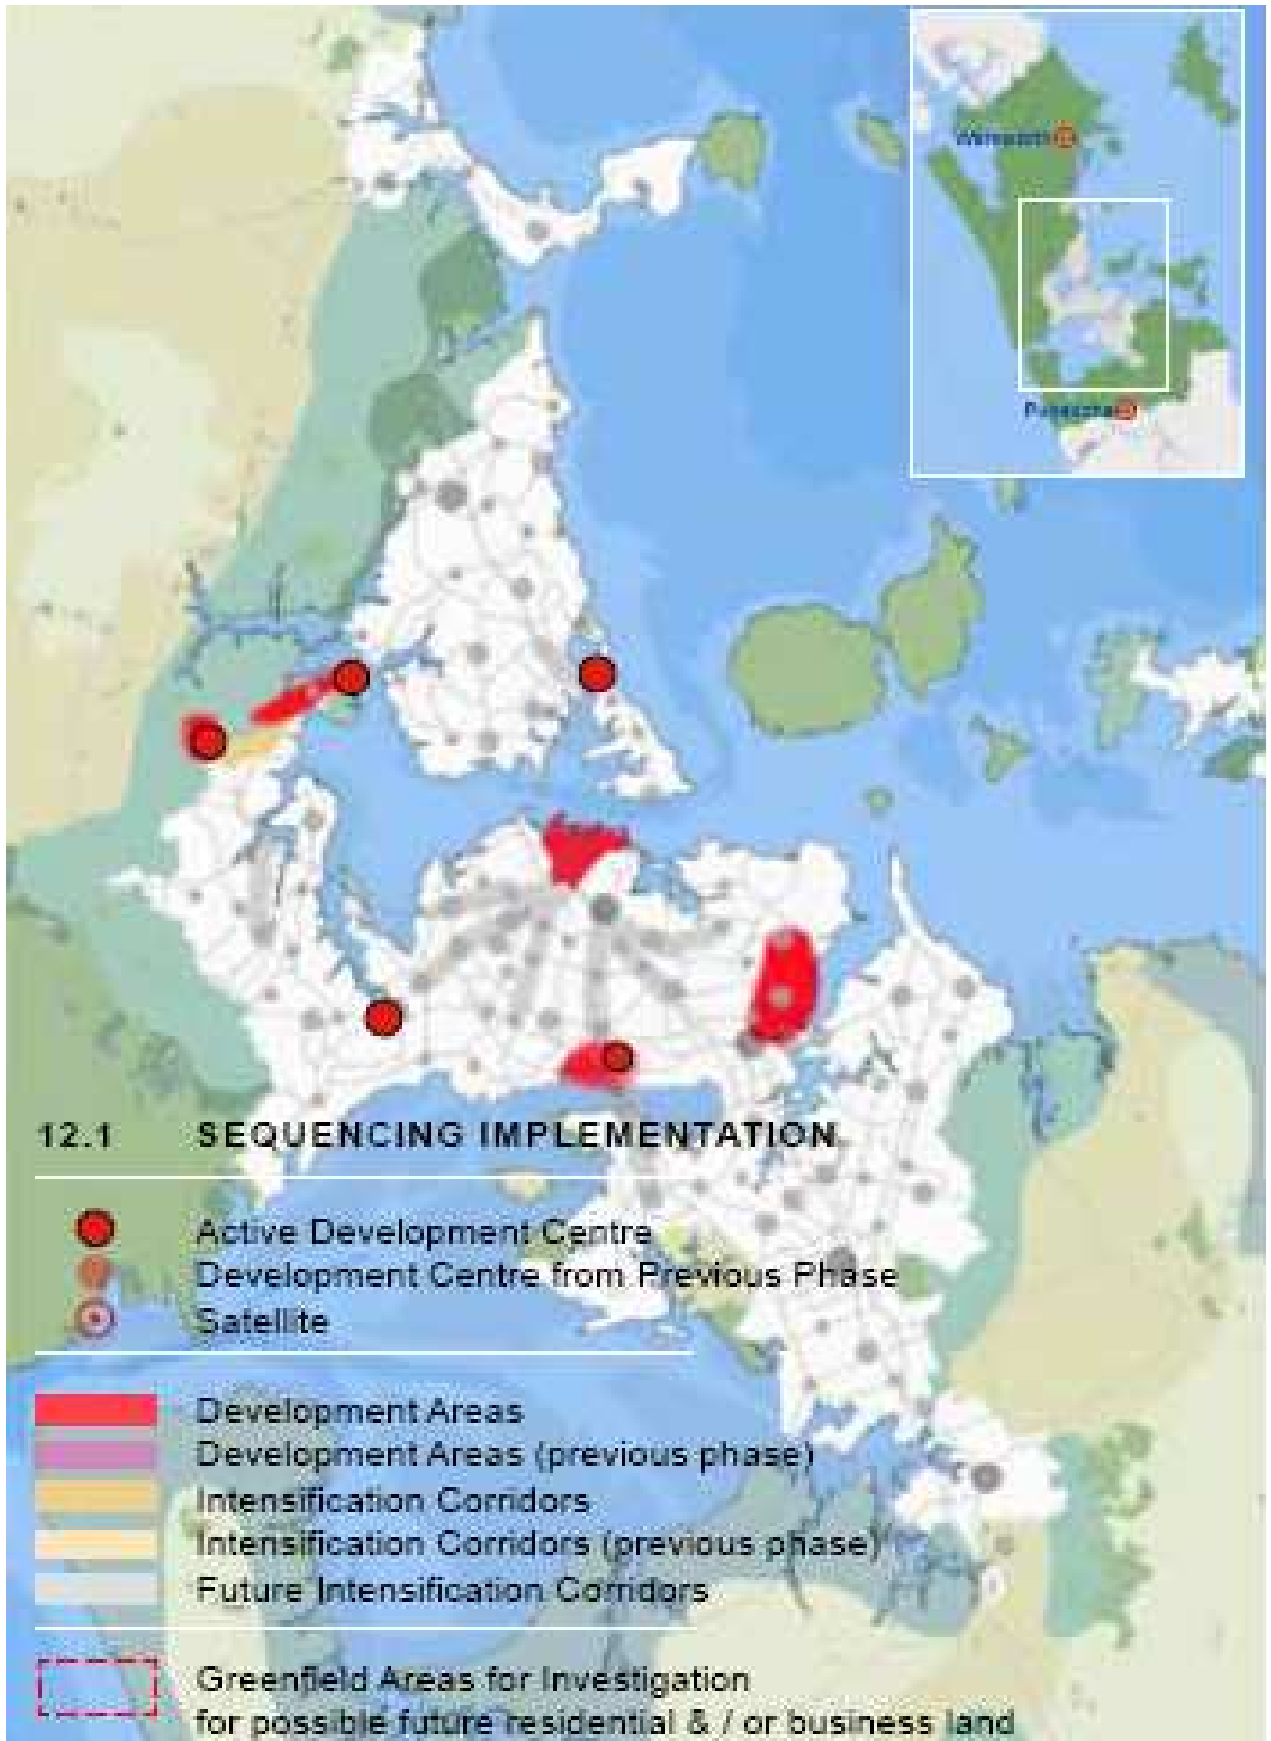 12.1 SEQUENCING IMPLEMENTATION
Active Development Centre
Development Centre from Previous Phase
Satellite
Development Areas
Development Areas (previous phase)
Intensification Corridors
Intensification Corridors (previous phase)
Future Intensification Corridors
Greenfield Areas for Investigation
for possible future residential & / or business land